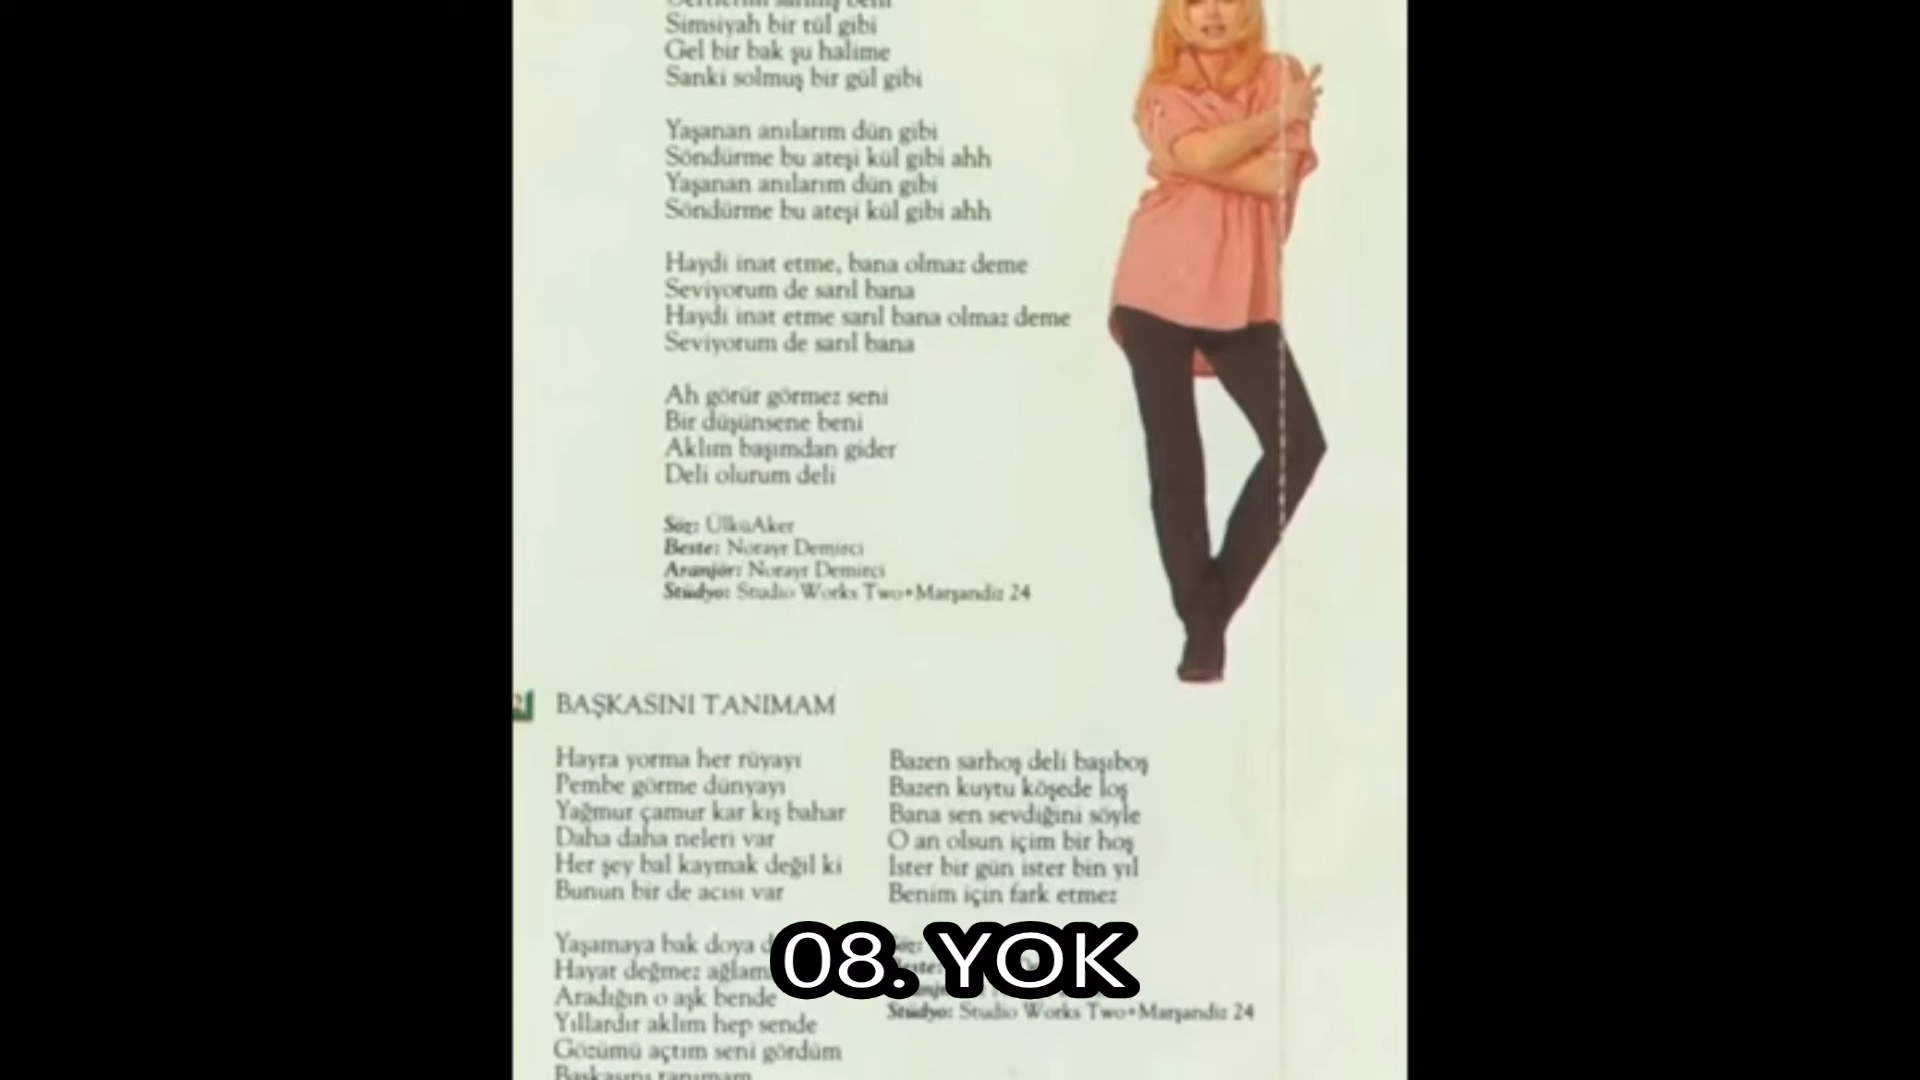 Simsiyah bir tül gibi
Gel bir bak şu halime
Sanki solmuş bir gül gibi
Yaşanan anılarım dün gibi
Söndürme bu ateşi kül gibi ahh
Yaşanan anılarım dün gibi
Söndürme bu ateşi kül gibi ahh
Haydi inat etme, bana olmaz deme
Seviyorum de sarıl bana
Haydi inat etme sarıl bana olmaz deme
Seviyorum de sarıl bana
Ah görür görmez seni
Bir düşünsene beni
Aklım başımdan gider
Deli olurum deli
Söz: ÜlküAker
Beste: Norayr Demirci
Aranjör: Norayr Demirci
Stüdyo: Studio Works Two•Marşandiz 24
BAŞKASINI TANIMAM
Hayra yorma her rüyayı
Pembe görme dünyayı
Yağmur çamur kar kış bahar
Daha daha neleri var
Her şey bal kaymak değil ki
Bunun bir de acısı var
Yaşamaya bak doya
Hayat değmez
Aradığın o aşk bende
Yıllardır aklım hep sende
Gözümü açtım seni gördüm
Başkasını tanımam
Bazen sarhoş deli başıboş
Bazen kuytu köşede loş
Bana sen sevdiğini söyle
O an olsun içim bir hoş
İster bir gün ister bin yıl
Benim için fark etmez
Stüdyo: Studio Works Two•Marşandiz 24
08. YOK